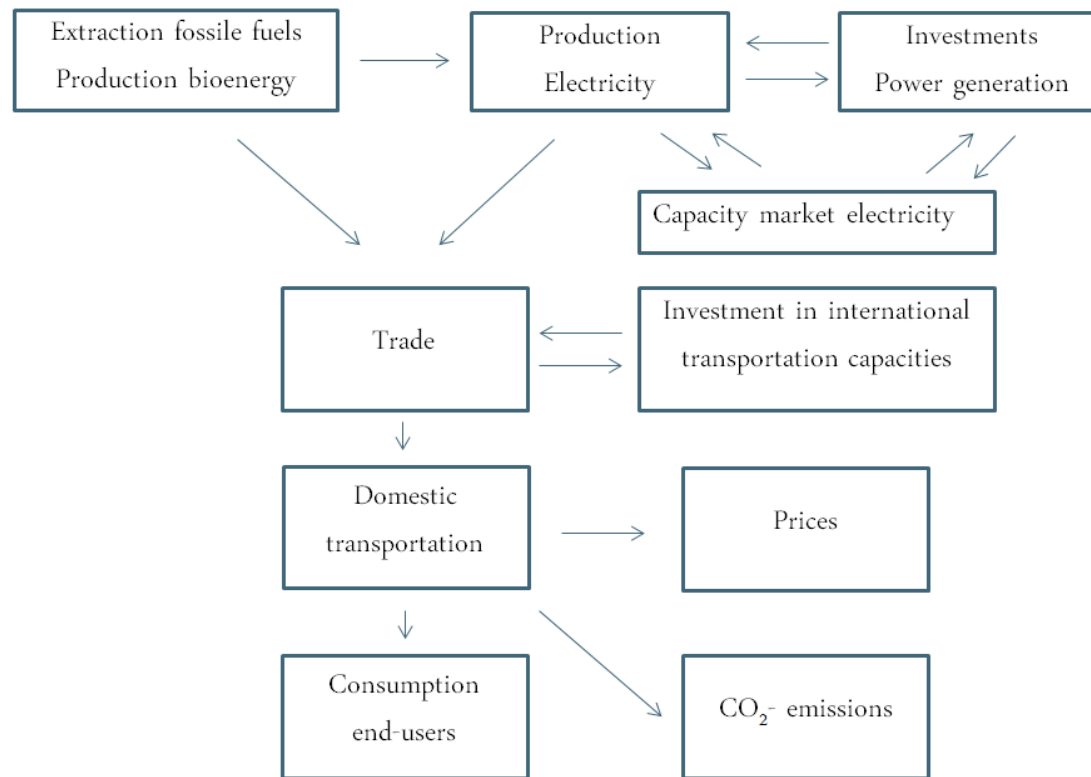 Extraction fossile fuels
Production bioenergy
Production
Electricity
Investments
Power generation
Capacity market electricity
Trade
Investment in international
transportation capacities
Domestic
transportation
Prices
Consumption
end-users
CO₂- emissions